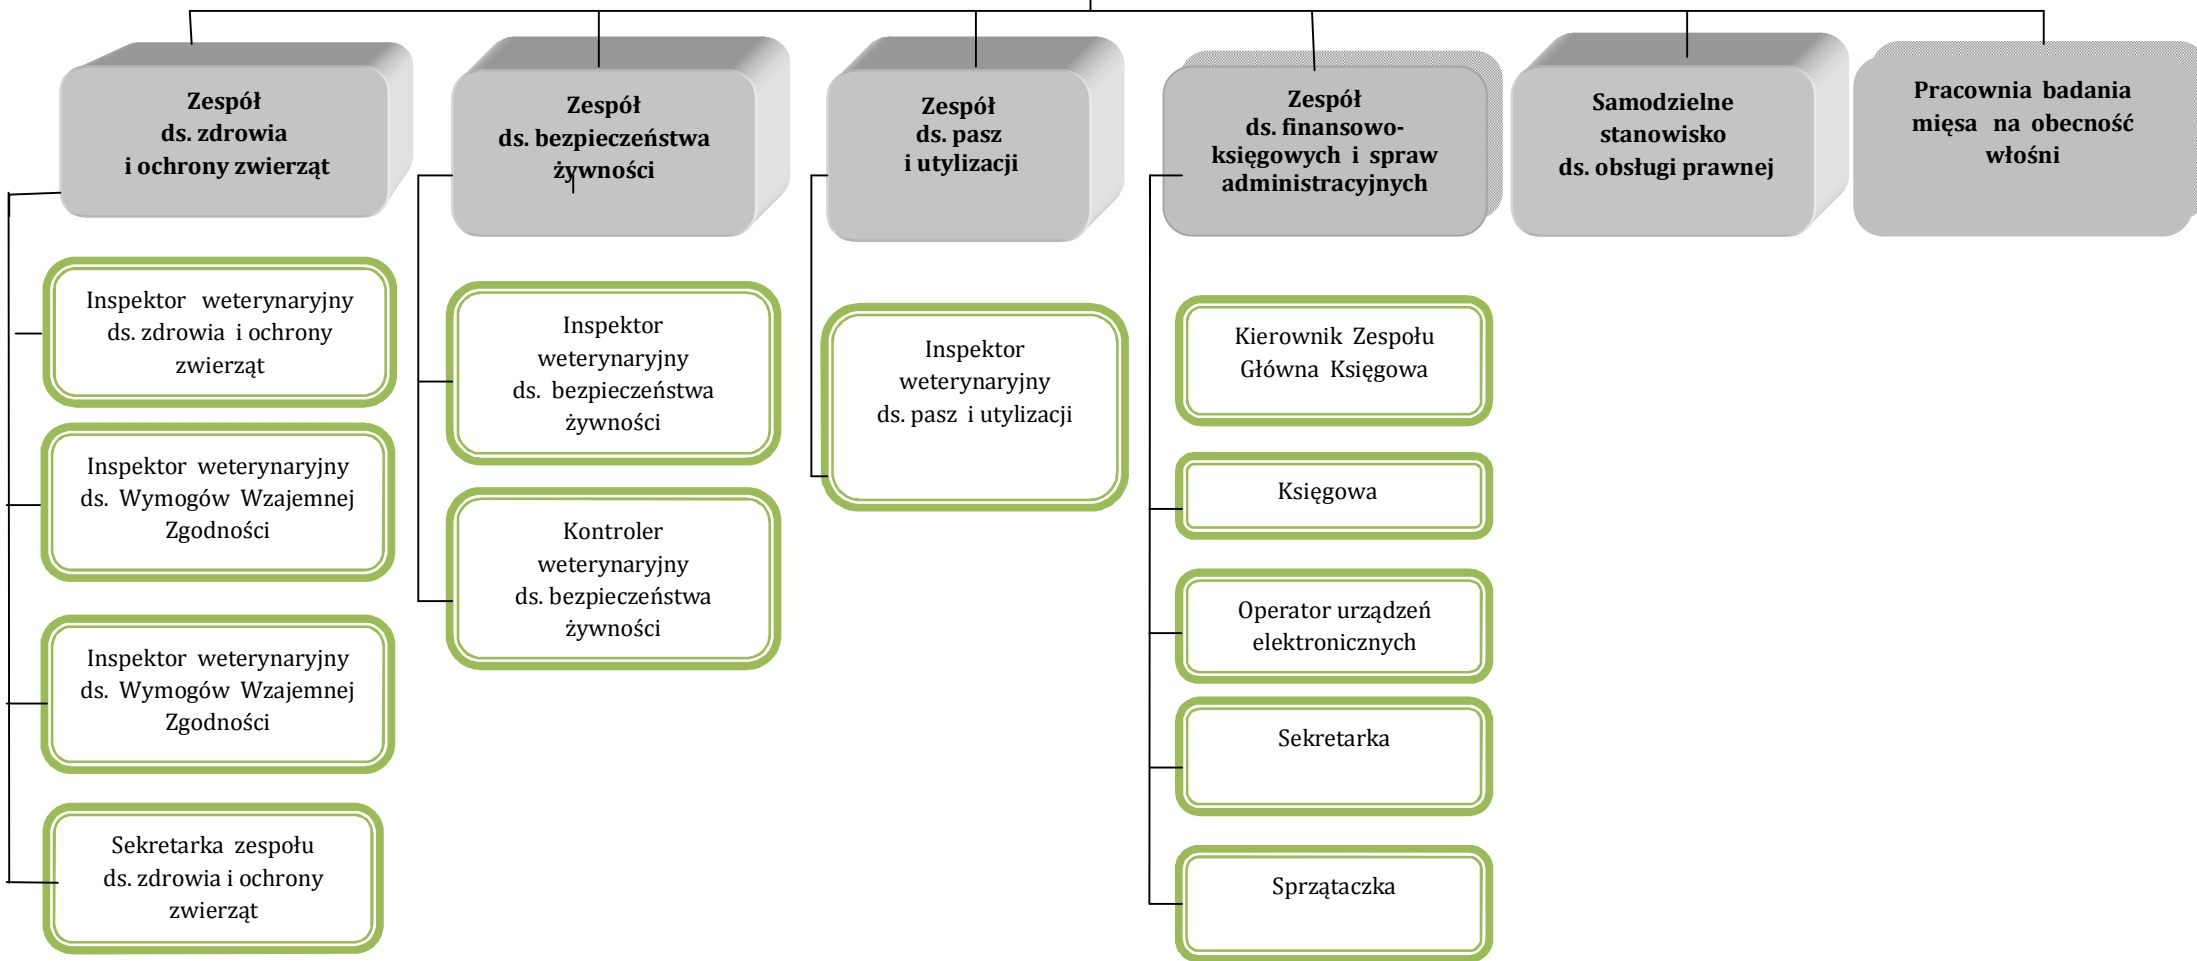 Zespół
ds. zdrowia
i ochrony zwierząt
Zespół
ds. bezpieczeństwa
żywności
Zespół
ds. pasz
i utylizacji
Zespół
ds. finansowo-
księgowych i spraw
administracyjnych
Samodzielne
stanowisko
ds. obsługi prawnej
Pracownia badania
mięsa na obecność
włośni
Inspektor weterynaryjny
ds. zdrowia i ochrony
zwierząt
Inspektor weterynaryjny
ds. Wymogów Wzajemnej
Zgodności
Inspektor weterynaryjny
ds. Wymogów Wzajemnej
Zgodności
Sekretarka zespołu
ds. zdrowia i ochrony
zwierząt
Inspektor
weterynaryjny
ds. bezpieczeństwa
żywności
Kontroler
weterynaryjny
ds. bezpieczeństwa
żywności
Inspektor
weterynaryjny
ds. pasz i utylizacji
Kierownik Zespołu
Główna Księgowa
Księgowa
Operator urządzeń
elektronicznych
Sekretarka
Sprzątaczka